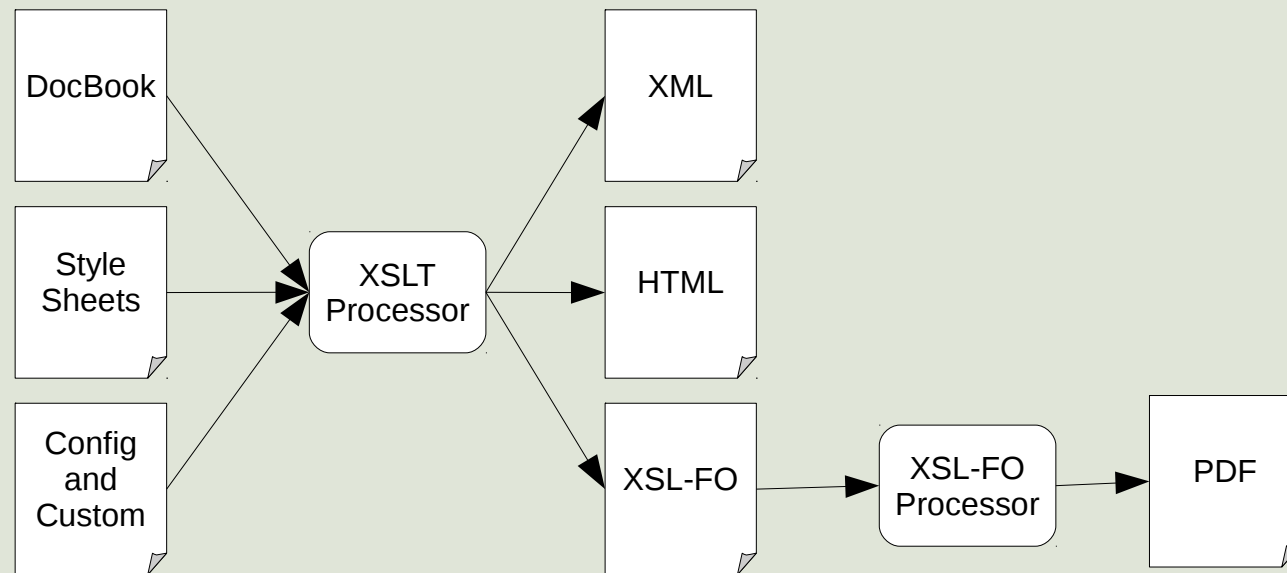 DocBook
XML
Style
Sheets
XSLT
Processor
HTML
Config
and
Custom
XSL-FO
XSL-FO
Processor
PDF